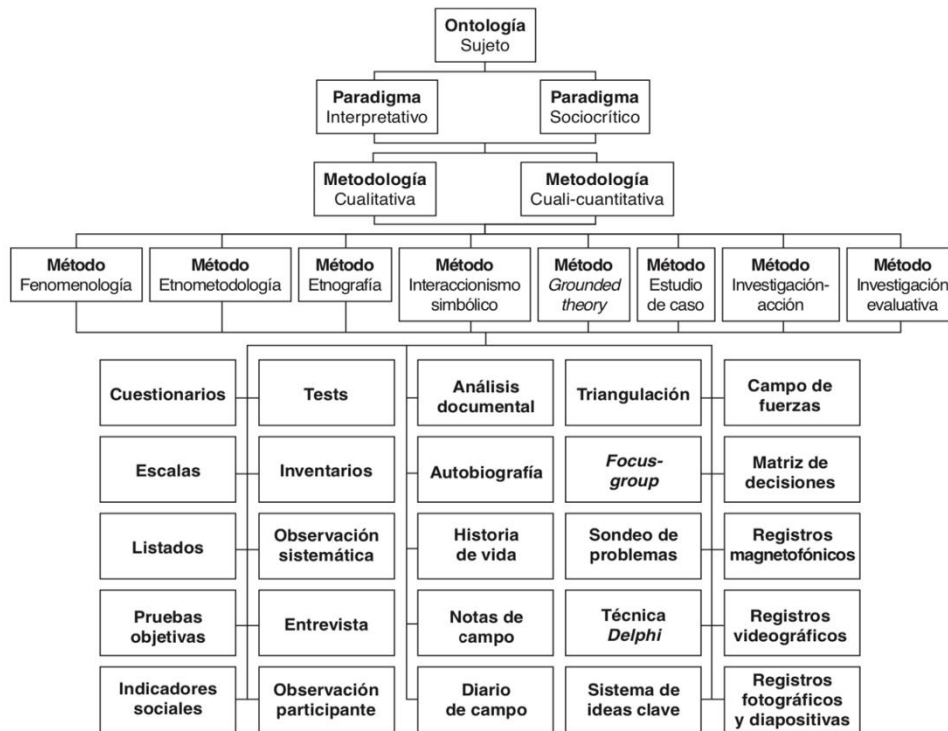 Ontología
Sujeto
Paradigma
Interpretativo
Paradigma
Sociocrítico
Metodología
Cualitativa
Metodología
Cuali-cuantitativa
Método
Fenomenología
Método
Etnometodología
Método
Etnografía
Método
Interaccionismo
simbólico
Método
Grounded
theory
Método
Estudio
de caso
Método
Investigación-
acción
Método
Investigación
evaluativa
Cuestionarios
Tests
Análisis
documental
Triangulación
Campo de
fuerzas
Escalas
Inventarios
Autobiografía
Focus-
group
Matriz de
decisiones
Listados
Observación
sistemática
Historia
de vida
Sondeo de
problemas
Registros
magnetofónicos
Pruebas
objetivas
Entrevista
Notas de
campo
Técnica
Delphi
Registros
videográficos
Indicadores
sociales
Observación
participante
Diario
de campo
Sistema de
ideas clave
Registros
fotográficos
y diapositivas